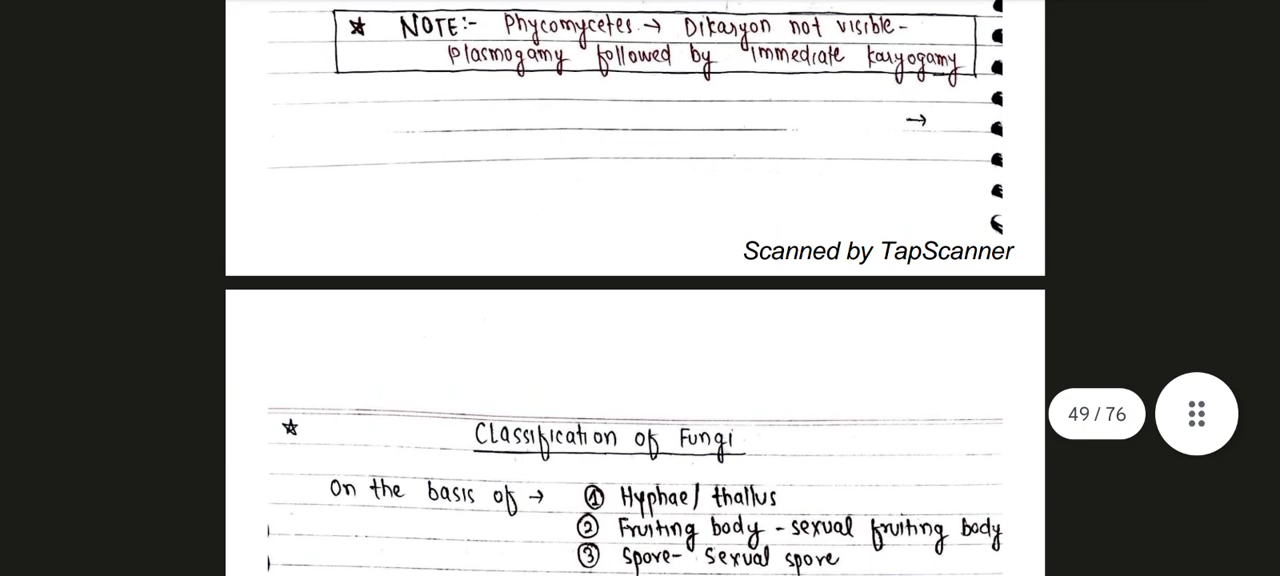 ★ NOTE:- Phycomycetes → Dikaryon not visible-
Plasmogamy followed by immediate karyogamy
→
Scanned by TapScanner
★ Classification of Fungi
49 / 76
On the basis of → ① Hyphae/ thallus
② Fruiting body - sexual fruiting body
③ Spore- sexual spore